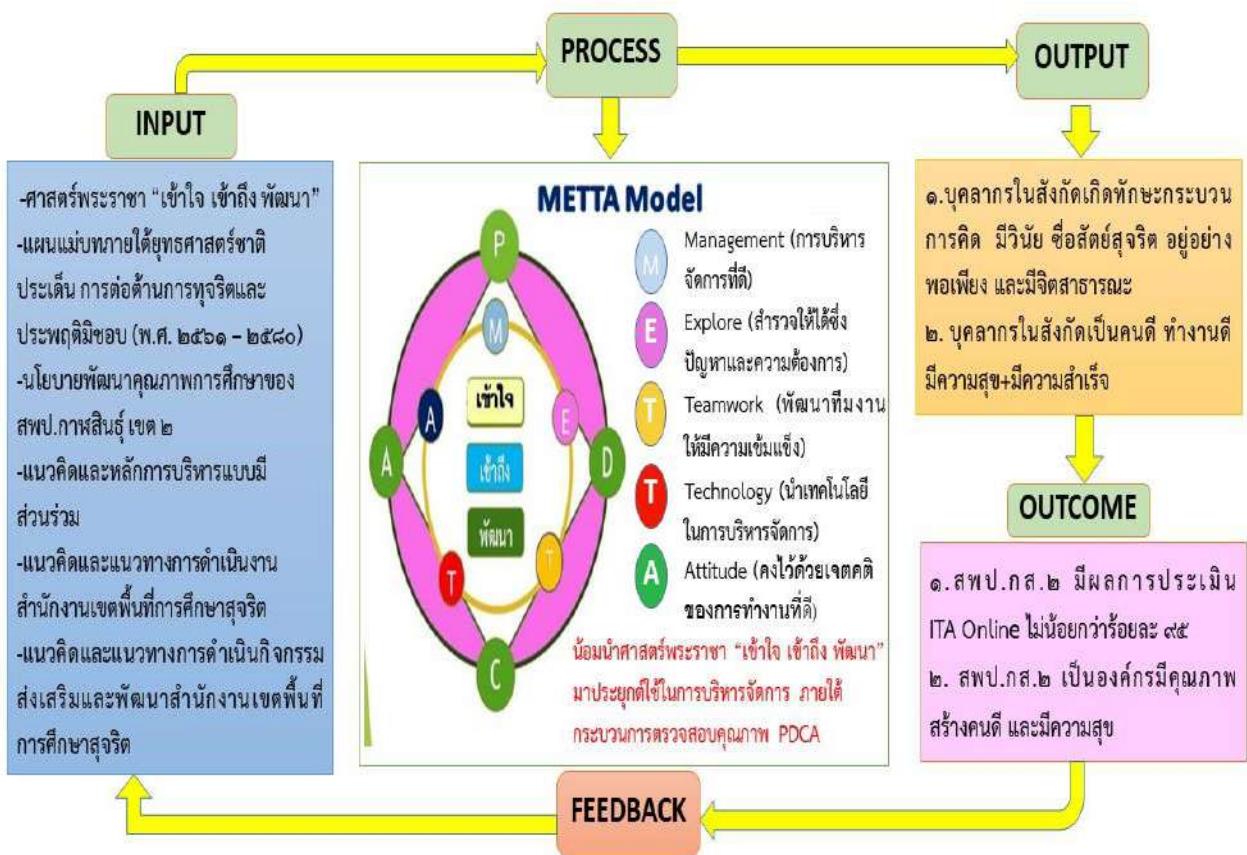 PROCESS
OUTPUT
INPUT
-ศาสตร์พระราชา “เข้าใจ เข้าถึง พัฒนา”
-แผนแม่บทภายใต้ยุทธศาสตร์ชาติ
ประเด็น การต่อต้านการทุจริตและ
ประพฤติมิชอบ (พ.ศ. ๒๕๖๑ – ๒๕๘๐)
-นโยบายพัฒนาคุณภาพการศึกษาของ
สพป.กาฬสินธุ์ เขต ๒
-แนวคิดและหลักการบริหารแบบมี
ส่วนร่วม
-แนวคิดและแนวทางการดำเนินงาน
สำนักงานเขตพื้นที่การศึกษาสุจริต
-แนวคิดและแนวทางการดำเนินกิจกรรม
ส่งเสริมและพัฒนาสำนักงานเขตพื้นที่
การศึกษาสุจริต
METTA Model
P
M
A
E
A
D
T
T
C
เข้าใจ
เข้าถึง
พัฒนา
M
Management (การบริหาร
จัดการที่ดี)
E
Explore (สำรวจให้ได้ซึ่ง
ปัญหาและความต้องการ)
T
Teamwork (พัฒนาทีมงาน
ให้มีความเข้มแข็ง)
T
Technology (นำเทคโนโลยี
ในการบริหารจัดการ)
A
Attitude (คงไว้ด้วยเจตคติ
ของการทำงานที่ดี)
น้อมนำศาสตร์พระราชา “เข้าใจ เข้าถึง พัฒนา”
มาประยุกต์ใช้ในการบริหารจัดการ ภายใต้
กระบวนการตรวจสอบคุณภาพ PDCA
๑.บุคลากรในสังกัดเกิดทักษะกระบวน
การคิด มีวินัย ซื่อสัตย์สุจริต อยู่อย่าง
พอเพียง และมีจิตสาธารณะ
๒. บุคลากรในสังกัดเป็นคนดี ทำงานดี
มีความสุข+มีความสำเร็จ
OUTCOME
๑.สพป.กส.๒ มีผลการประเมิน
ITA Online ไม่น้อยกว่าร้อยละ ๙๕
๒. สพป.กส.๒ เป็นองค์กรมีคุณภาพ
สร้างคนดี และมีความสุข
FEEDBACK